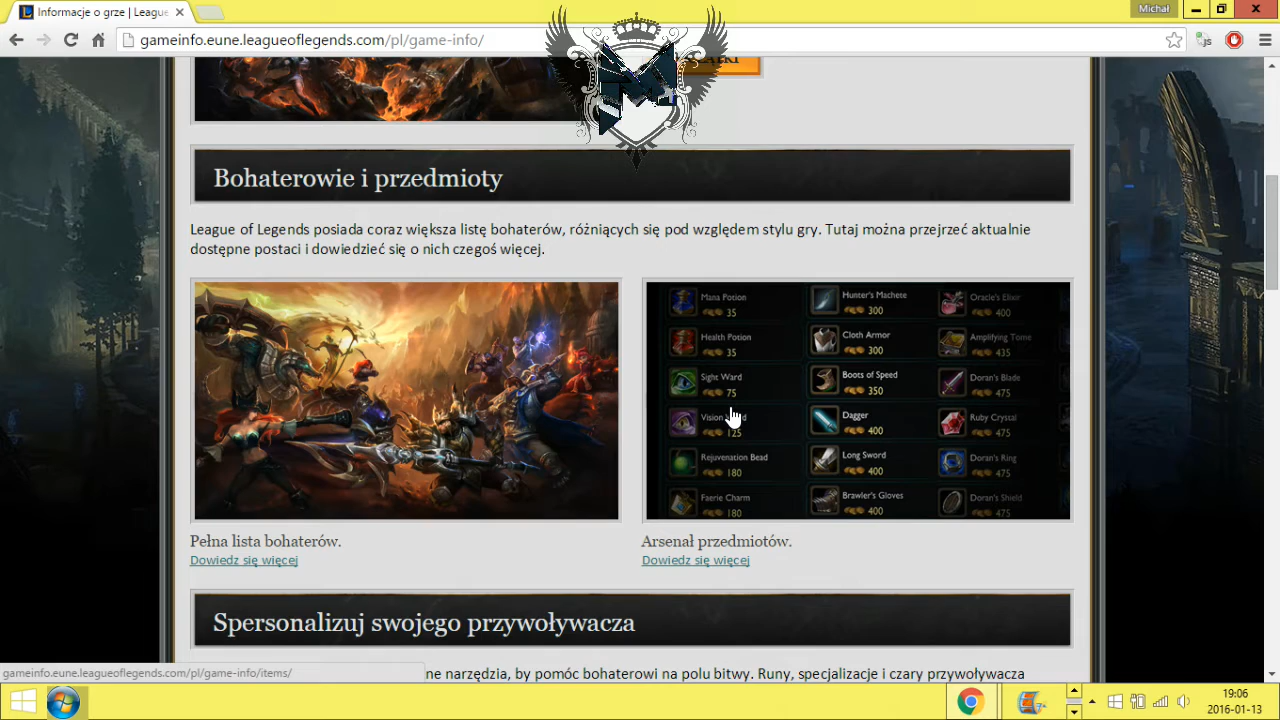 Informacje o grze | Leagu
Michał
gameinfo.eune.leagueoflegends.com/pl/game-info/
Bohaterowie i przedmioty
League of Legends posiada coraz większa listę bohaterów, różniących się pod względem stylu gry. Tutaj można przejrzeć aktualnie
dostępne postaci i dowiedzieć się o nich czegoś więcej.
Mana Potion
35
Health Potion
35
Sight Ward
75
Vision
125
Rejuvenation Bead
180
Faerie Charm
180
Hunter's Machete
300
Cloth Armor
300
Boots of Speed
350
Dagger
400
Long Sword
400
Brawler's Gloves
400
Oracle's Elixir
400
Amplifying Tome
435
Doran's Blade
475
Ruby Crystal
475
Doran's Ring
475
Doran's Shield
475
Pełna lista bohaterów.
Dowiedz się więcej
Arsenał przedmiotów.
Dowiedz się więcej
Spersonalizuj swojego przywoływacza
ne narzędzia, by pomóc bohaterowi na polu bitwy. Runy, specjalizacje i czary przywoływacza
gameinfo.eune.leagueoflegends.com/pl/game-info/items/
19:06
2016-01-13